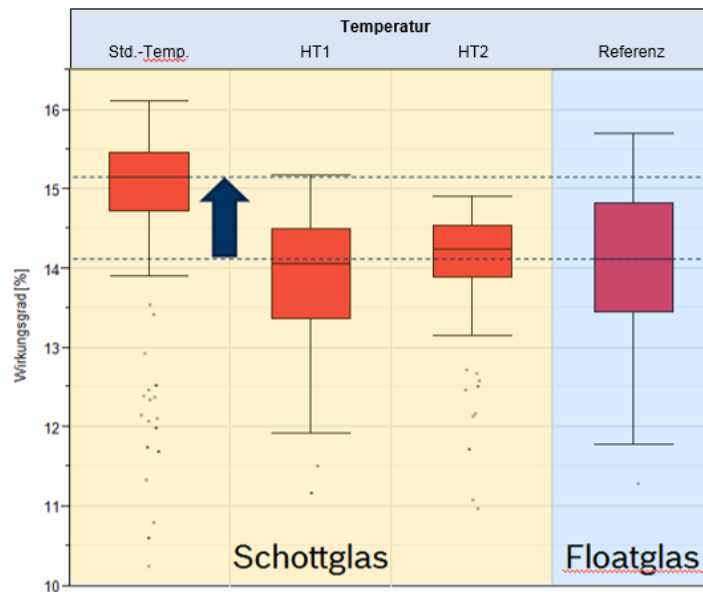 Temperatur
Std.-Temp. HT1 HT2 Referenz
Wirkungsgrad [%]
16
15
14
13
12
11
10
Schottglas Floatglas